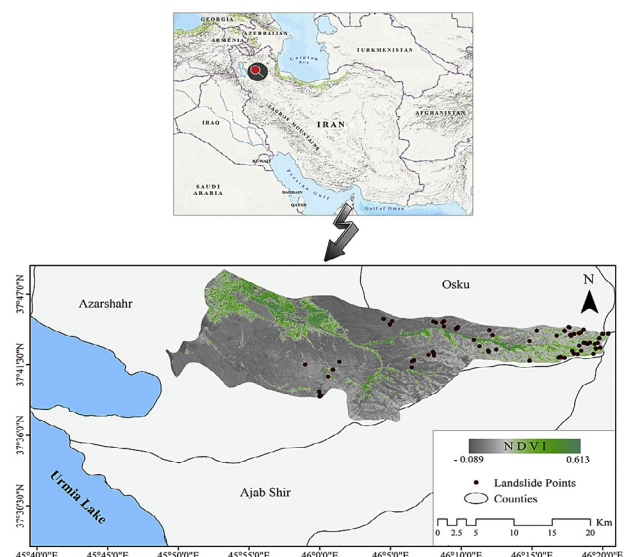 GEORGIA
ARMENIA
AZERBAIJAN
Caspian
Sea
TURKMENISTAN
ZAGROS MOUNTAINS
IRAN
IRAQ
AFGHANISTAN
KUWAIT
Persian Gulf
SAUDI
ARABIA
BAHRAIN
QATAR
Gulf of Oman
37°47'0"N
37°41'30"N
37°36'0"N
37°30'30"N
Azarshahr
Osku
N
Urmia Lake
Ajab Shir
NDVI
-0.089
0.613
Landslide Points
Counties
0 2.5 5 10 15 20 Km
45°40'0"E 45°45'0"E 45°50'0"E 45°55'0"E 46°0'0"E 46°5'0"E 46°10'0"E 46°15'0"E 46°20'0"E